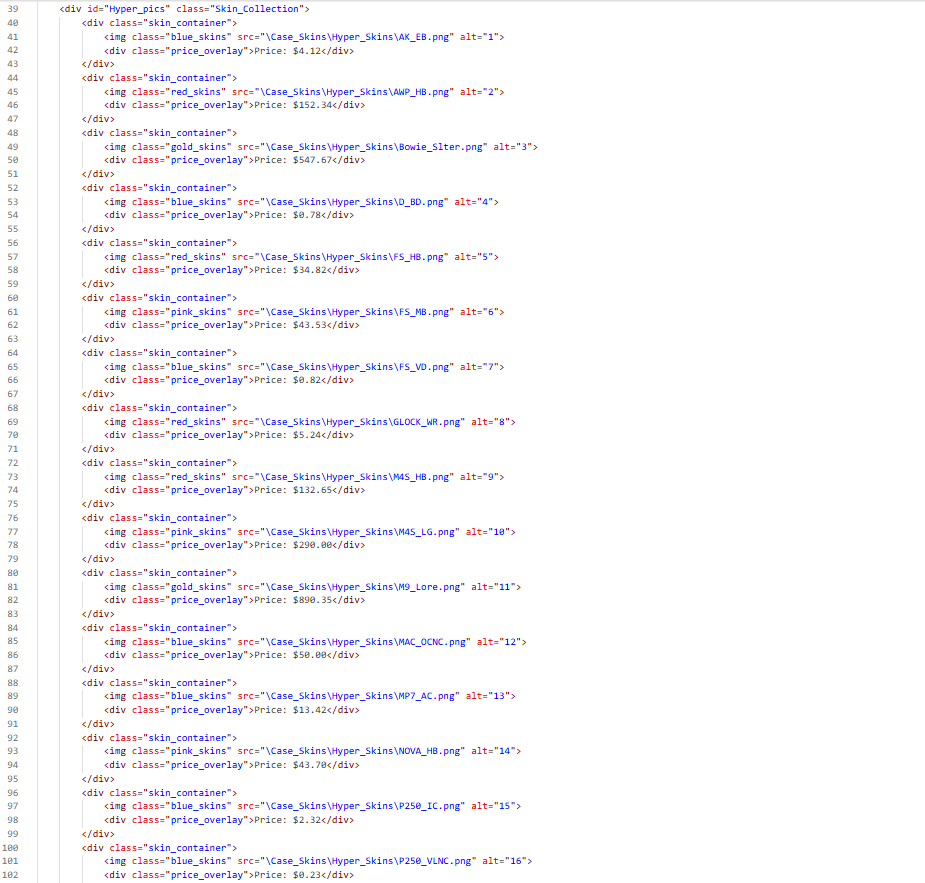 39 <div id="Hyper_pics" class="Skin_Collection">
40 <div class="skin_container">
41 <img class="blue_skins" src="\Case_Skins\Hyper_Skins\AK_EB.png" alt="1">
42 <div class="price_overlay">Price: $4.12</div>
43 </div>
44 <div class="skin_container">
45 <img class="red_skins" src="\Case_Skins\Hyper_Skins\AWP_HB.png" alt="2">
46 <div class="price_overlay">Price: $152.34</div>
47 </div>
48 <div class="skin_container">
49 <img class="gold_skins" src="\Case_Skins\Hyper_Skins\Bowie_Slter.png" alt="3">
50 <div class="price_overlay">Price: $547.67</div>
51 </div>
52 <div class="skin_container">
53 <img class="blue_skins" src="\Case_Skins\Hyper_Skins\D_BD.png" alt="4">
54 <div class="price_overlay">Price: $0.78</div>
55 </div>
56 <div class="skin_container">
57 <img class="red_skins" src="\Case_Skins\Hyper_Skins\FS_HB.png" alt="5">
58 <div class="price_overlay">Price: $34.82</div>
59 </div>
60 <div class="skin_container">
61 <img class="pink_skins" src="\Case_Skins\Hyper_Skins\FS_MB.png" alt="6">
62 <div class="price_overlay">Price: $43.53</div>
63 </div>
64 <div class="skin_container">
65 <img class="blue_skins" src="\Case_Skins\Hyper_Skins\FS_VD.png" alt="7">
66 <div class="price_overlay">Price: $0.82</div>
67 </div>
68 <div class="skin_container">
69 <img class="red_skins" src="\Case_Skins\Hyper_Skins\GLOCK_WR.png" alt="8">
70 <div class="price_overlay">Price: $5.24</div>
71 </div>
72 <div class="skin_container">
73 <img class="red_skins" src="\Case_Skins\Hyper_Skins\M4S_HB.png" alt="9">
74 <div class="price_overlay">Price: $132.65</div>
75 </div>
76 <div class="skin_container">
77 <img class="pink_skins" src="\Case_Skins\Hyper_Skins\M4S_LG.png" alt="10">
78 <div class="price_overlay">Price: $290.00</div>
79 </div>
80 <div class="skin_container">
81 <img class="gold_skins" src="\Case_Skins\Hyper_Skins\M9_Lore.png" alt="11">
82 <div class="price_overlay">Price: $890.35</div>
83 </div>
84 <div class="skin_container">
85 <img class="blue_skins" src="\Case_Skins\Hyper_Skins\MAC_OCNC.png" alt="12">
86 <div class="price_overlay">Price: $50.00</div>
87 </div>
88 <div class="skin_container">
89 <img class="blue_skins" src="\Case_Skins\Hyper_Skins\MP7_AC.png" alt="13">
90 <div class="price_overlay">Price: $13.42</div>
91 </div>
92 <div class="skin_container">
93 <img class="pink_skins" src="\Case_Skins\Hyper_Skins\NOVA_HB.png" alt="14">
94 <div class="price_overlay">Price: $43.70</div>
95 </div>
96 <div class="skin_container">
97 <img class="blue_skins" src="\Case_Skins\Hyper_Skins\P250_IC.png" alt="15">
98 <div class="price_overlay">Price: $2.32</div>
99 </div>
100 <div class="skin_container">
101 <img class="blue_skins" src="\Case_Skins\Hyper_Skins\P250_VLNC.png" alt="16">
102 <div class="price_overlay">Price: $0.23</div>